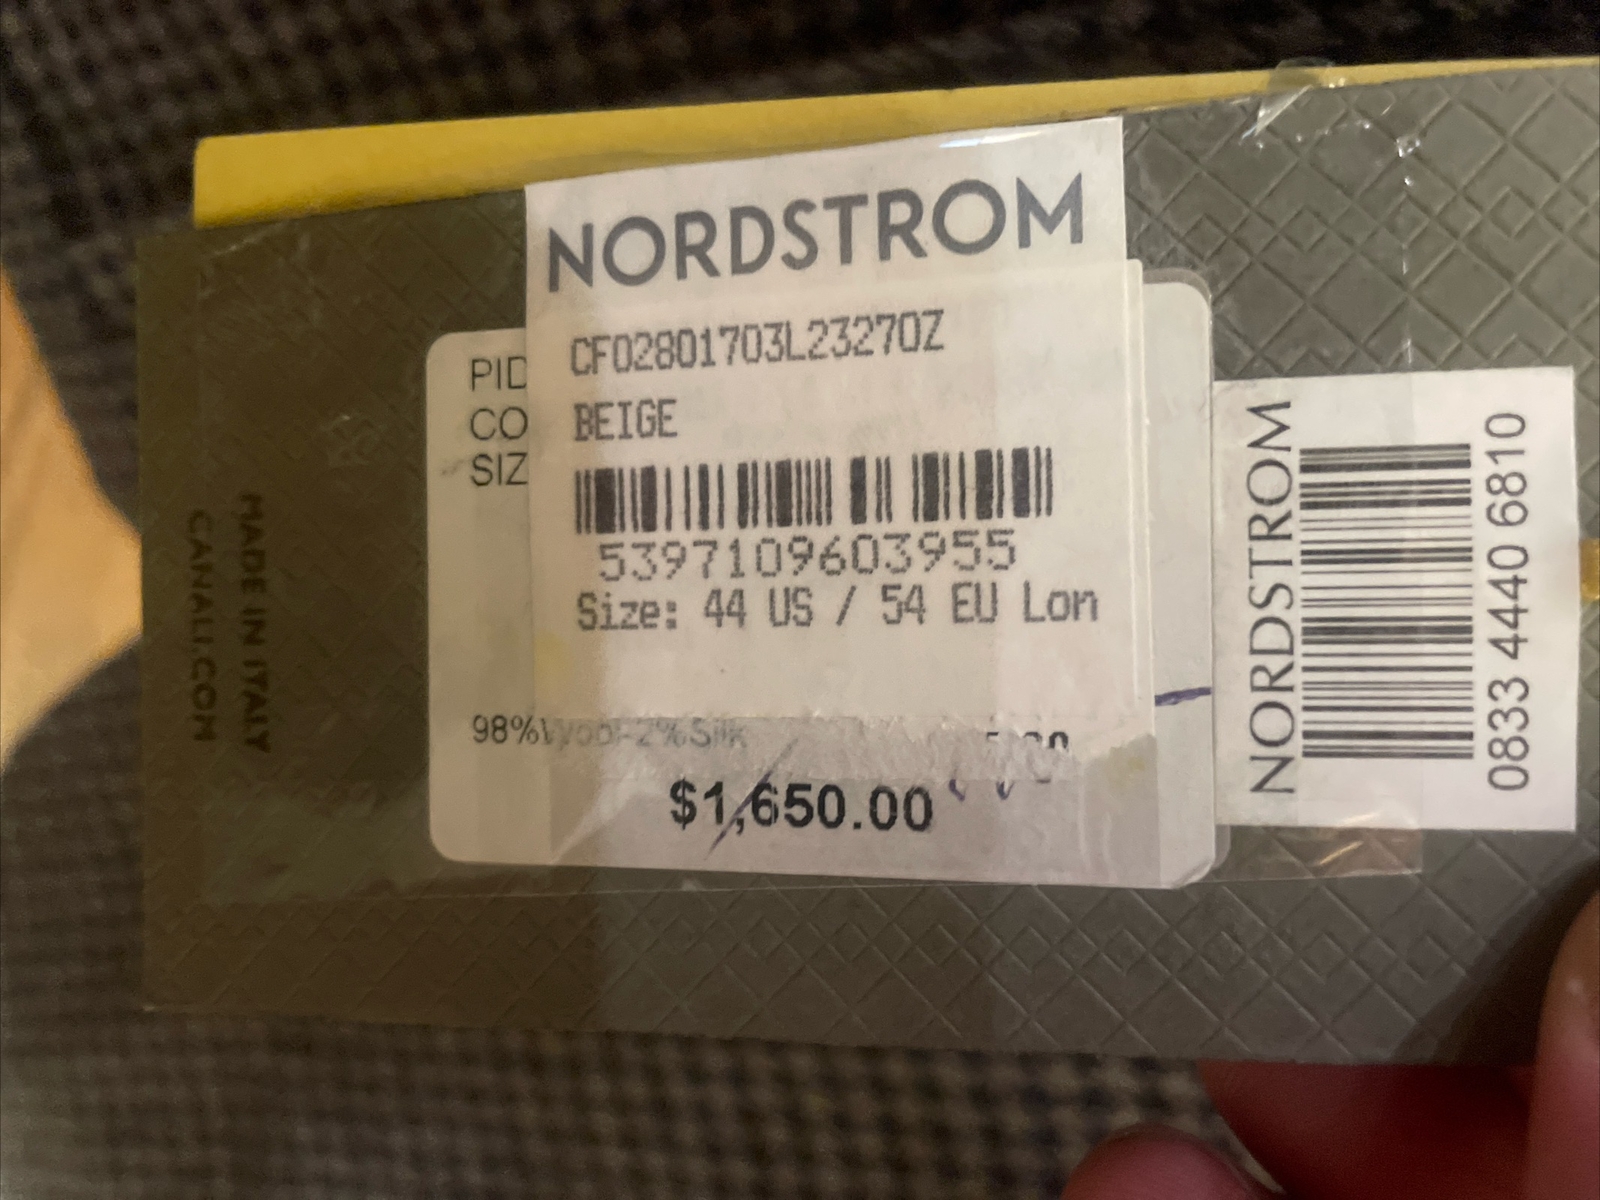 NORDSTROM
CF02801703L23270Z
BEIGE
5397109603955
Size: 44 US / 54 EU Lon
PID
CO
SIZ
98%Wool-2%Silk
$1,650.00
NORDSTROM
0833 4440 6810
MADE IN ITALY
CANALI.COM